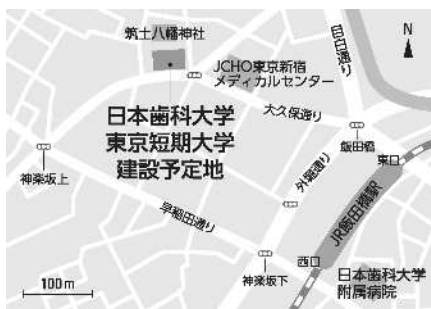 筑土八幡神社
N
目白通り
JCHO東京新宿
メディカルセンター
大久保通り
日本歯科大学
東京短期大学
建設予定地
飯田橋
東口
神楽坂上
外堀通り
早稲田通り
JR飯田橋駅
西口
神楽坂下
日本歯科大学
附属病院
100m